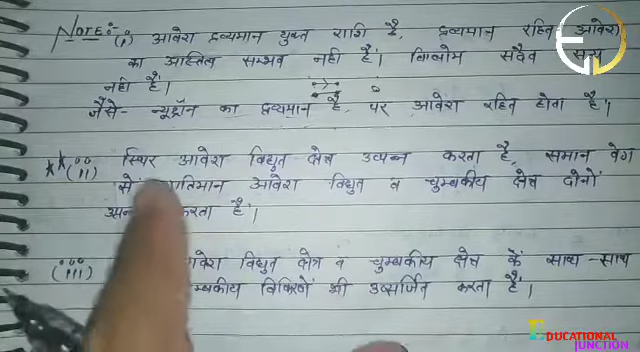 NOTE:- (i) आवेश द्रव्यमान युक्त राशि है, द्रव्यमान रहित आवेश
का अस्तित्व सम्भव नही है। विलोम सदैव सत्य
नही है।
जैसे- न्यूट्रॉन का द्रव्यमान है, पर आवेश रहित होता है।
(ii) स्थिर आवेश विद्युत क्षेत्र उत्पन्न करता है, समान वेग
से गतिमान आवेश विद्युत व चुम्बकीय क्षेत्र दोनों
करता है।
(iii) आवेश विद्युत क्षेत्र व चुम्बकीय क्षेत्र के साथ-साथ
विकिरणें भी उत्सर्जित करता है।
EDUCATIONAL
JUNCTION